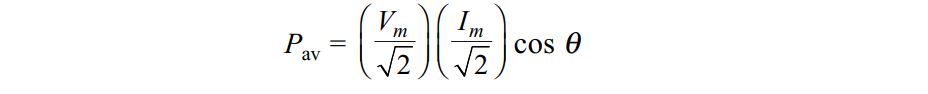 P_av = (V_m/√2)(I_m/√2) cos θ